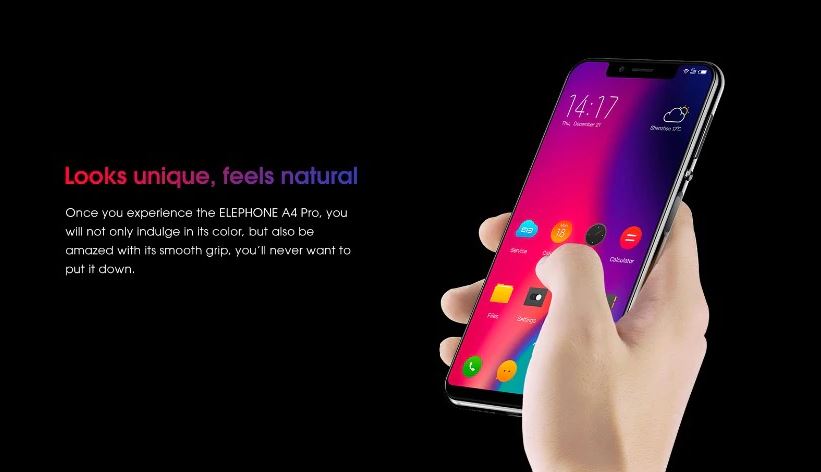 Looks unique, feels natural
Once you experience the ELEPHONE A4 Pro, you
will not only indulge in its color, but also be
amazed with its smooth grip, you'll never want to
put it down.
14:17
Thu, December 21
Shenzhen 17°C
18
Calculator
Files
Settings